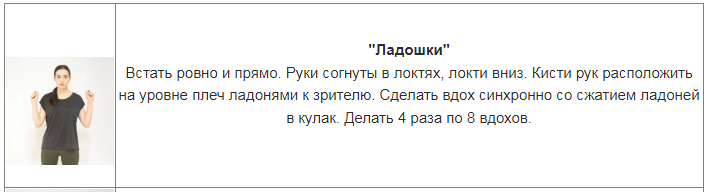 "Ладошки"
Встать ровно и прямо. Руки согнуты в локтях, локти вниз. Кисти рук расположить
на уровне плеч ладонями к зрителю. Сделать вдох синхронно со сжатием ладоней
в кулак. Делать 4 раза по 8 вдохов.